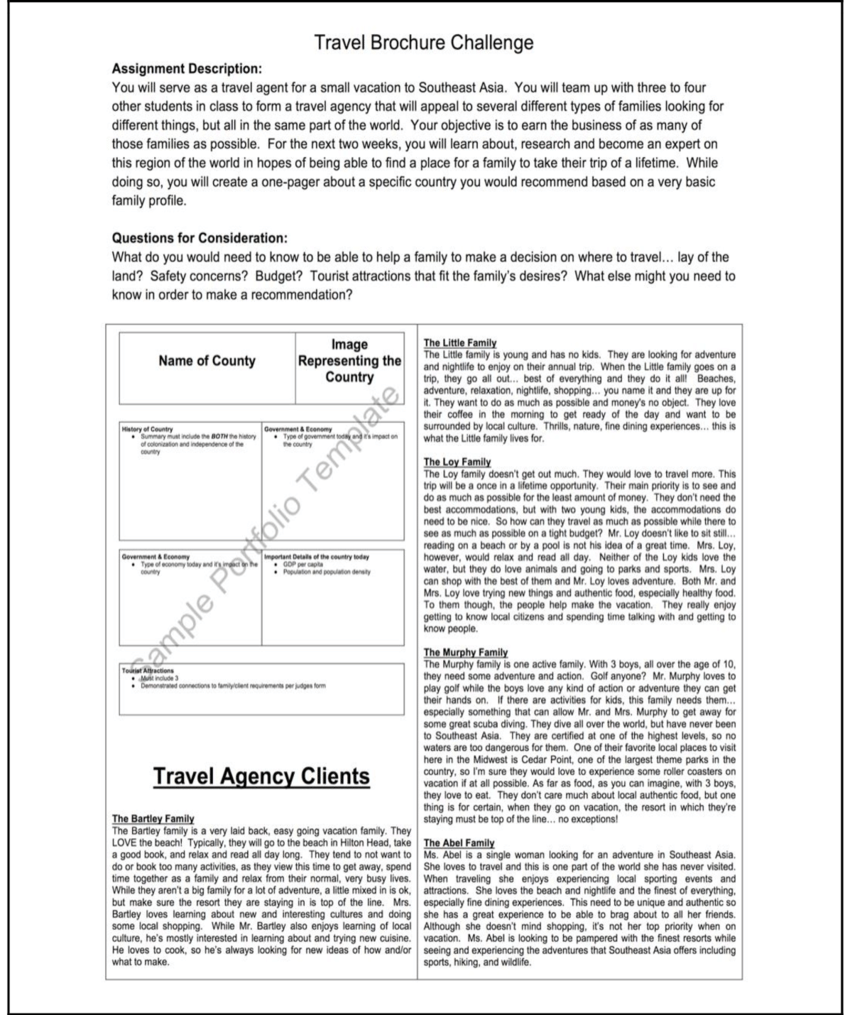 Travel Brochure Challenge
Assignment Description:
You will serve as a travel agent for a small vacation to Southeast Asia. You will team up with three to four
other students in class to form a travel agency that will appeal to several different types of families looking for
different things, but all in the same part of the world. Your objective is to earn the business of as many of
those families as possible. For the next two weeks, you will learn about, research and become an expert on
this region of the world in hopes of being able to find a place for a family to take their trip of a lifetime. While
doing so, you will create a one-pager about a specific country you would recommend based on a very basic
family profile.
Questions for Consideration:
What do you would need to know to be able to help a family to make a decision on where to travel… lay of the
land? Safety concerns? Budget? Tourist attractions that fit the family's desires? What else might you need to
know in order to make a recommendation?
Name of County
Image
Representing the
Country
History of Country
• Summary must include the BOTH the history
of colonization and independence of the
country
Government & Economy
• Type of government today and it's impact on
the country
Government & Economy
• Type of economy today and it's impact on the
country
Important Details of the country today
• GDP per capita
• Population and population density
Tourist Attractions
• Must include 3
• Demonstrated connections to family/client requirements per judges form
Sample Portfolio Template
Travel Agency Clients
The Bartley Family
The Bartley family is a very laid back, easy going vacation family. They
LOVE the beach! Typically, they will go to the beach in Hilton Head, take
a good book, and relax and read all day long. They tend to not want to
do or book too many activities, as they view this time to get away, spend
time together as a family and relax from their normal, very busy lives.
While they aren't a big family for a lot of adventure, a little mixed in is ok,
but make sure the resort they are staying in is top of the line. Mrs.
Bartley loves learning about new and interesting cultures and doing
some local shopping. While Mr. Bartley also enjoys learning of local
culture, he's mostly interested in learning about and trying new cuisine.
He loves to cook, so he's always looking for new ideas of how and/or
what to make.
The Little Family
The Little family is young and has no kids. They are looking for adventure
and nightlife to enjoy on their annual trip. When the Little family goes on a
trip, they go all out… best of everything and they do it all! Beaches,
adventure, relaxation, nightlife, shopping… you name it and they are up for
it. They want to do as much as possible and money's no object. They love
their coffee in the morning to get ready of the day and want to be
surrounded by local culture. Thrills, nature, fine dining experiences… this is
what the Little family lives for.
The Loy Family
The Loy family doesn't get out much. They would love to travel more. This
trip will be a once in a lifetime opportunity. Their main priority is to see and
do as much as possible for the least amount of money. They don't need the
best accommodations, but with two young kids, the accommodations do
need to be nice. So how can they travel as much as possible while there to
see as much as possible on a tight budget? Mr. Loy doesn't like to sit still…
reading on a beach or by a pool is not his idea of a great time. Mrs. Loy,
however, would relax and read all day. Neither of the Loy kids love the
water, but they do love animals and going to parks and sports. Mrs. Loy
can shop with the best of them and Mr. Loy loves adventure. Both Mr. and
Mrs. Loy love trying new things and authentic food, especially healthy food.
To them though, the people help make the vacation. They really enjoy
getting to know local citizens and spending time talking with and getting to
know people.
The Murphy Family
The Murphy family is one active family. With 3 boys, all over the age of 10,
they need some adventure and action. Golf anyone? Mr. Murphy loves to
play golf while the boys love any kind of action or adventure they can get
their hands on. If there are activities for kids, this family needs them…
especially something that can allow Mr. and Mrs. Murphy to get away for
some great scuba diving. They dive all over the world, but have never been
to Southeast Asia. They are certified at one of the highest levels, so no
waters are too dangerous for them. One of their favorite local places to visit
here in the Midwest is Cedar Point, one of the largest theme parks in the
country, so I'm sure they would love to experience some roller coasters on
vacation if at all possible. As far as food, as you can imagine, with 3 boys,
they love to eat. They don't care much about local authentic food, but one
thing is for certain, when they go on vacation, the resort in which they're
staying must be top of the line… no exceptions!
The Abel Family
Ms. Abel is a single woman looking for an adventure in Southeast Asia.
She loves to travel and this is one part of the world she has never visited.
When traveling she enjoys experiencing local sporting events and
attractions. She loves the beach and nightlife and the finest of everything,
especially fine dining experiences. This need to be unique and authentic so
she has a great experience to be able to brag about to all her friends.
Although she doesn't mind shopping, it's not her top priority when on
vacation. Ms. Abel is looking to be pampered with the finest resorts while
seeing and experiencing the adventures that Southeast Asia offers including
sports, hiking, and wildlife.